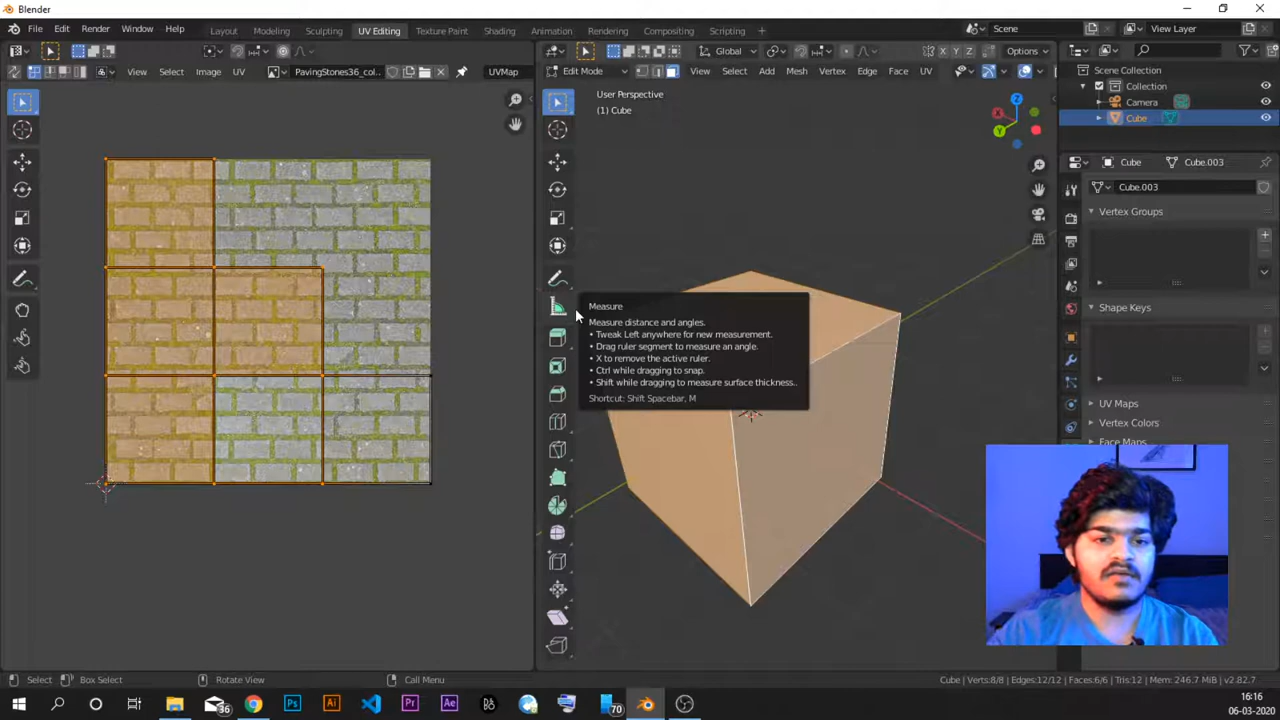 Blender
File Edit Render Window Help Layout Modeling Sculpting UV Editing Texture Paint Shading Animation Rendering Compositing Scripting + Scene View Layer
Global Options
View Select Image UV PavingStones36_col... UVMap Edit Mode View Select Add Mesh Vertex Edge Face UV
X Y Z
User Perspective
(1) Cube
Scene Collection
Collection
Camera
Cube
Cube Cube.003
Cube.003
Vertex Groups
Shape Keys
UV Maps
Vertex Colors
Face Maps
Z
X
Y
Measure
Measure distance and angles.
• Tweak Left anywhere for new measurement.
• Drag ruler segment to measure an angle.
• X to remove the active ruler.
• Ctrl while dragging to snap.
• Shift while dragging to measure surface thickness..
Shortcut: Shift Spacebar, M
Select Box Select Rotate View Call Menu Cube | Verts:8/8 | Edges:12/12 | Faces:6/6 | Tris:12 | Mem: 246.7 MiB | v2.82.7
36 Ps Ai Pr Ae 70
16:16
06-03-2020